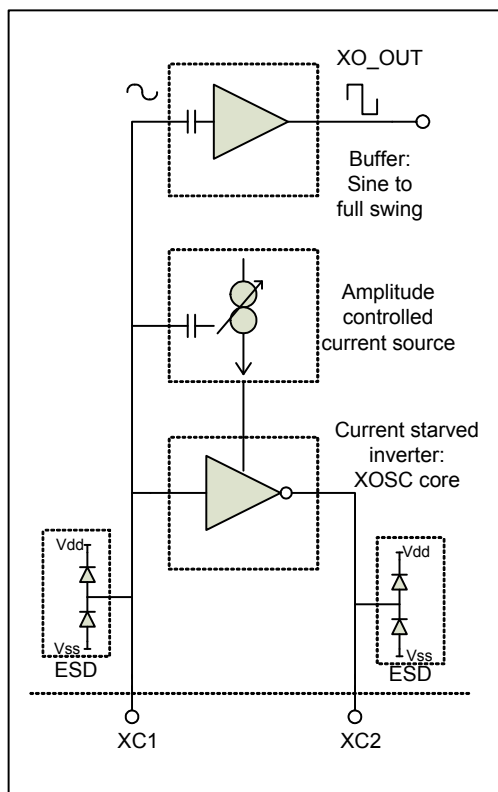 XO_OUT
Buffer:
Sine to
full swing
Amplitude
controlled
current source
Current starved
inverter:
XOSC core
Vdd
Vss
ESD
Vdd
Vss
ESD
XC1
XC2